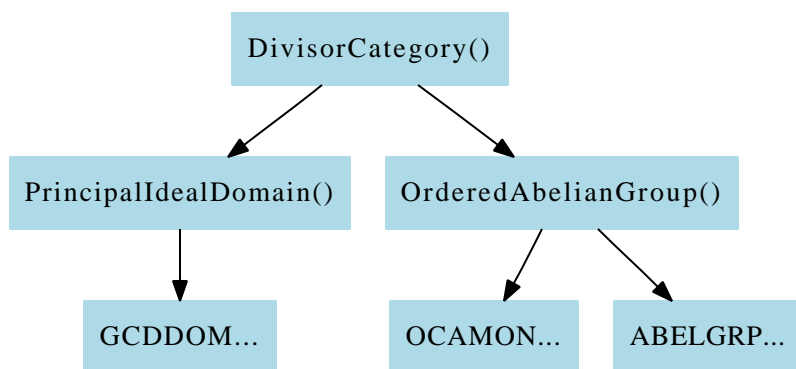 DivisorCategory()
PrincipalIdealDomain()
OrderedAbelianGroup()
GCDDOM...
OCAMON...
ABELGRP...